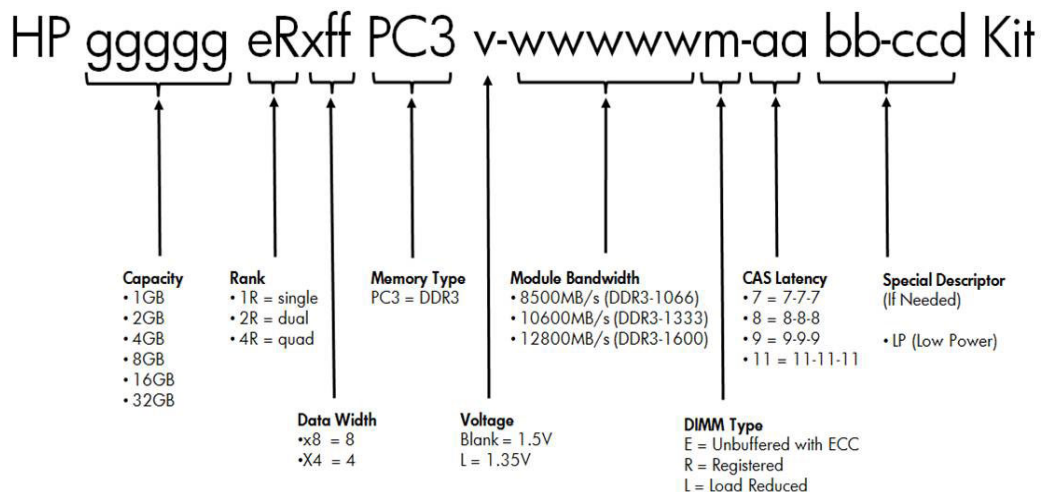 HP ggggg eRxff PC3 v-wwwwwm-aa bb-ccd Kit
Capacity
• 1GB
• 2GB
• 4GB
• 8GB
• 16GB
• 32GB
Rank
• 1R = single
• 2R = dual
• 4R = quad
Memory Type
PC3 = DDR3
Module Bandwidth
• 8500MB/s (DDR3-1066)
• 10600MB/s (DDR3-1333)
• 12800MB/s (DDR3-1600)
CAS Latency
• 7 = 7-7-7
• 8 = 8-8-8
• 9 = 9-9-9
• 11 = 11-11-11
Special Descriptor
(If Needed)
• LP (Low Power)
Data Width
•x8 = 8
•X4 = 4
Voltage
Blank = 1.5V
L = 1.35V
DIMM Type
E = Unbuffered with ECC
R = Registered
L = Load Reduced